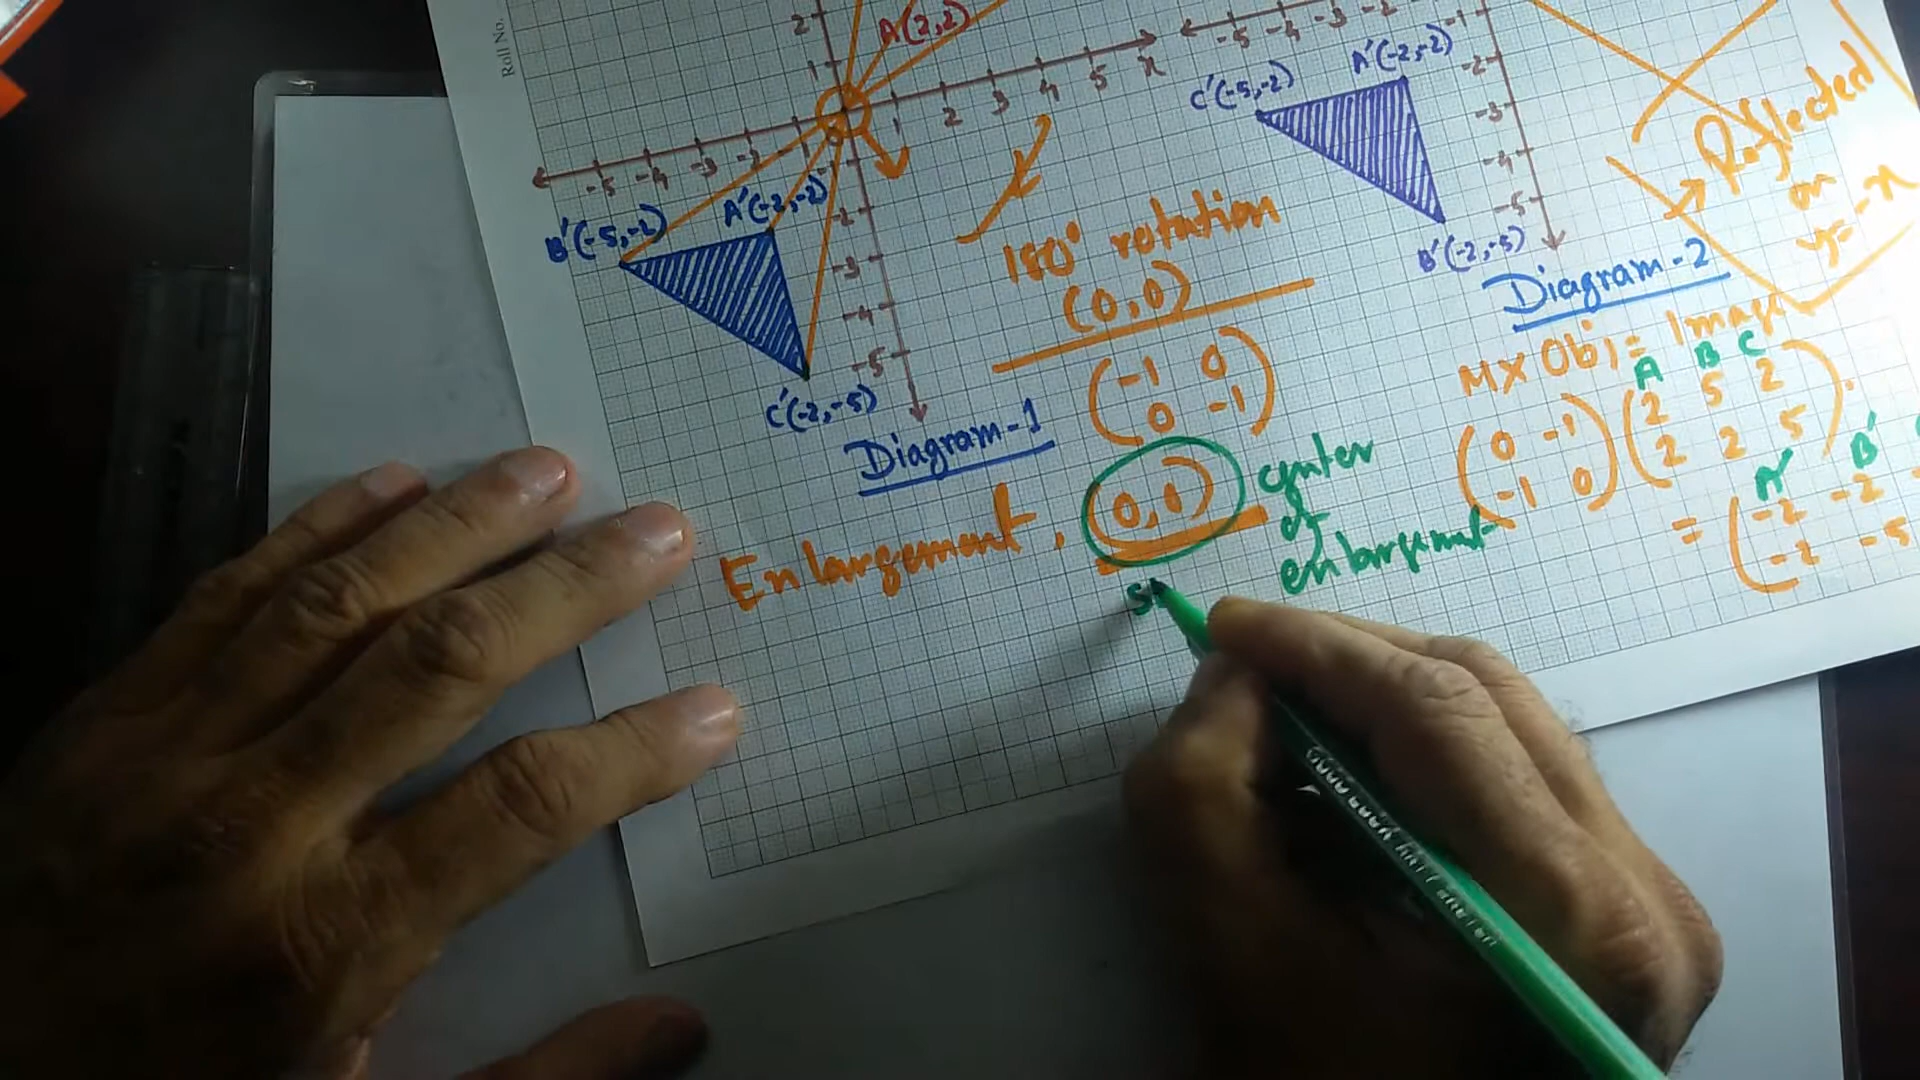 Roll No.
2
A(2,2)
1
1 2 3 4 5 x
-5 -4 -3 -2 -1
-2
-3
-4
-5
B'(-5,-2)
A'(-2,-2)
C'(-2,-5)
Diagram-1
180° rotation
(0,0)
(-1 0
0 -1)
Enlargement, (0,0)
center
of
enlargement
-5 -4 -3 -2
-1
-2
-3
-4
-5
C'(-5,-2)
A'(-2,-2)
B'(-2,-5)
Diagram-2
Reflected
on
y=-x
M x Obj = Image
A B C
(0 -1
-1 0)
(2 5 2
2 2 5)
A' B'
= (-2 -2
-2 -5